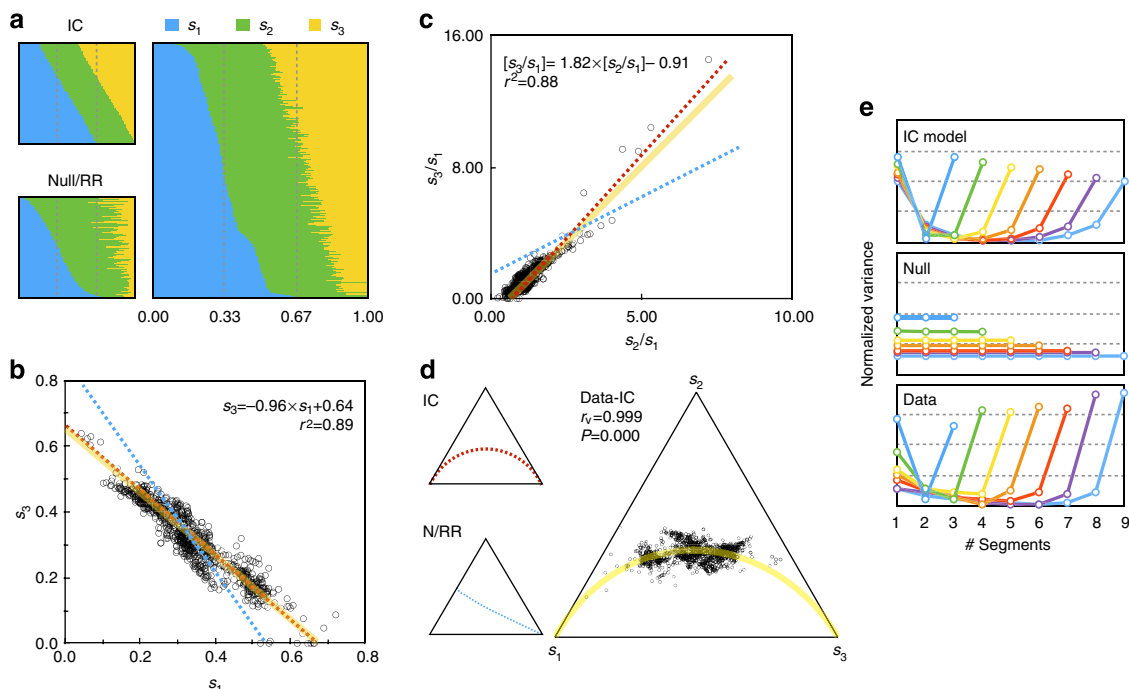 a
IC
s1
s2
s3
Null/RR
0.00
0.33
0.67
1.00
b
0.8
0.6
0.4
0.2
0.0
s3
s3=−0.96×s1+0.64
r2=0.89
0.0
0.2
0.4
0.6
0.8
s1
c
16.00
8.00
0.00
s3/s1
[s3/s1]= 1.82×[s2/s1]− 0.91
r2=0.88
0.00
5.00
10.00
s2/s1
d
IC
N/RR
Data-IC
rv=0.999
P=0.000
s2
s1
s3
e
Normalized variance
IC model
Null
Data
1 2 3 4 5 6 7 8 9
# Segments